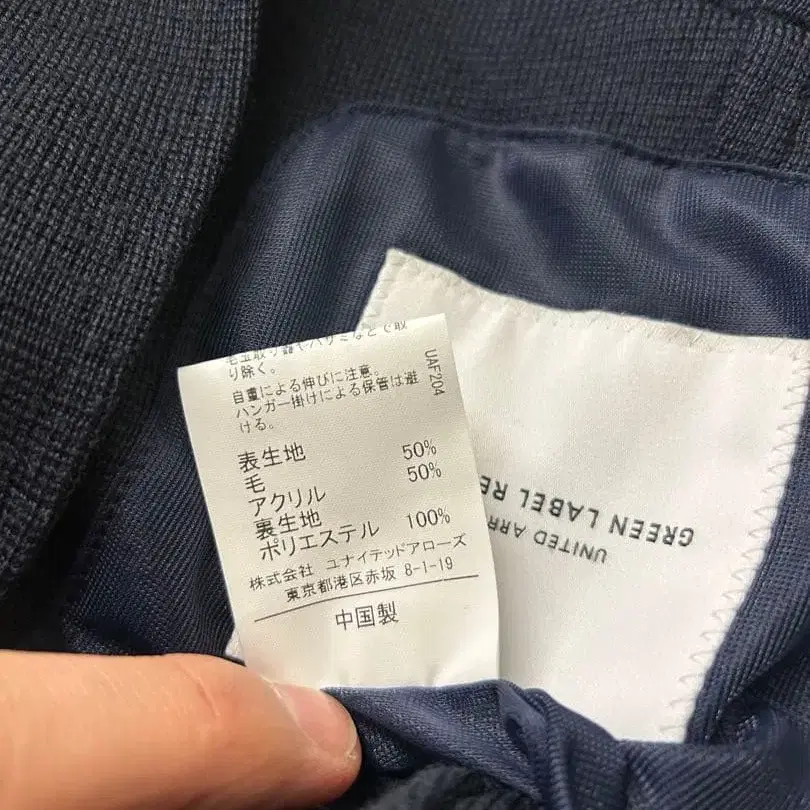 毛玉取り器やハサミなどで取
り除く。
自重による伸びに注意。
ハンガー掛けによる保管は避
ける。
UAF204
表生地
毛 50%
アクリル 50%
裏生地
ポリエステル 100%
株式会社 ユナイテッドアローズ
東京都港区赤坂 8-1-19
中国製
UNITED ARR
GREEN LABEL RE